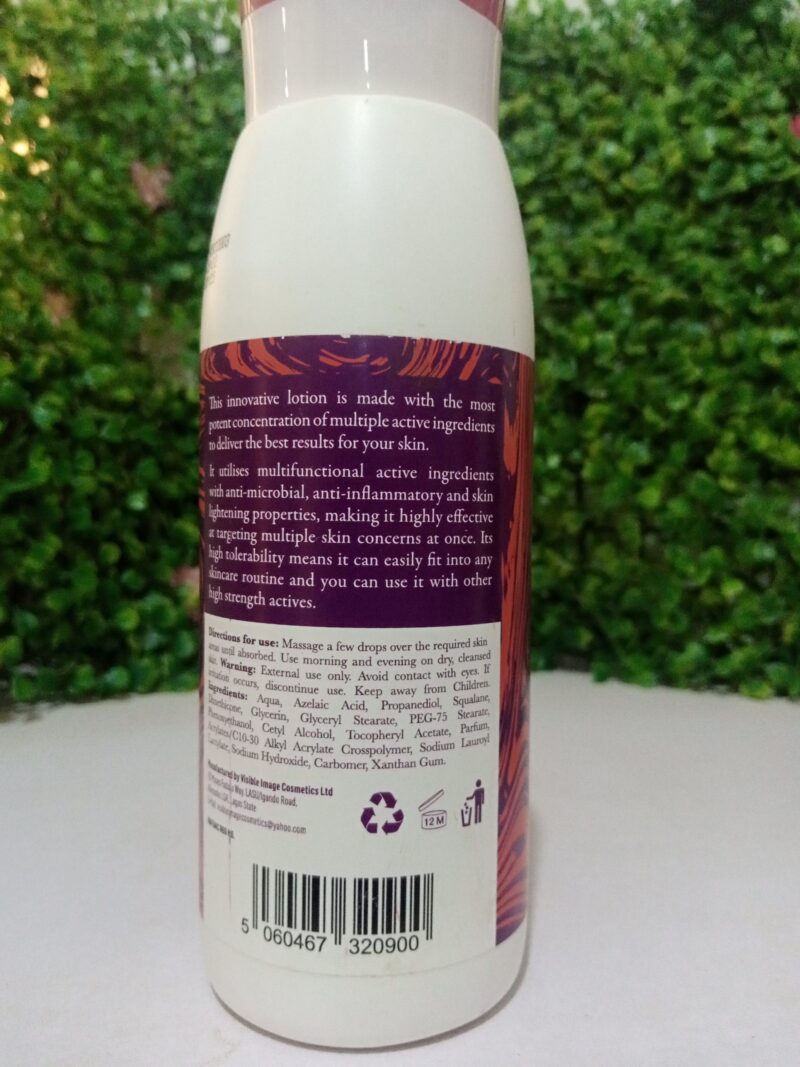 This innovative lotion is made with the most
potent concentration of multiple active ingredients
to deliver the best results for your skin.
It utilises multifunctional active ingredients
with anti-microbial, anti-inflammatory and skin
lightening properties, making it highly effective
at targeting multiple skin concerns at once. Its
high tolerability means it can easily fit into any
skincare routine and you can use it with other
high strength actives.
Directions for use: Massage a few drops over the required skin
areas until absorbed. Use morning and evening on dry, cleansed
skin. Warning: External use only. Avoid contact with eyes. If
irritation occurs, discontinue use. Keep away from Children.
Ingredients: Aqua, Azelaic Acid, Propanediol, Squalane,
Dimethicone, Glycerin, Glyceryl Stearate, PEG-75 Stearate,
Phenoxyethanol, Cetyl Alcohol, Tocopheryl Acetate, Parfum,
Acrylates/C10-30 Alkyl Acrylate Crosspolymer, Sodium Lauroyl
Lactylate, Sodium Hydroxide, Carbomer, Xanthan Gum.
Manufactured by Visible Image Cosmetics Ltd
Way, LASU/Igando Road,
Lagos State
@yahoo.com
12 M
5 060467 320900